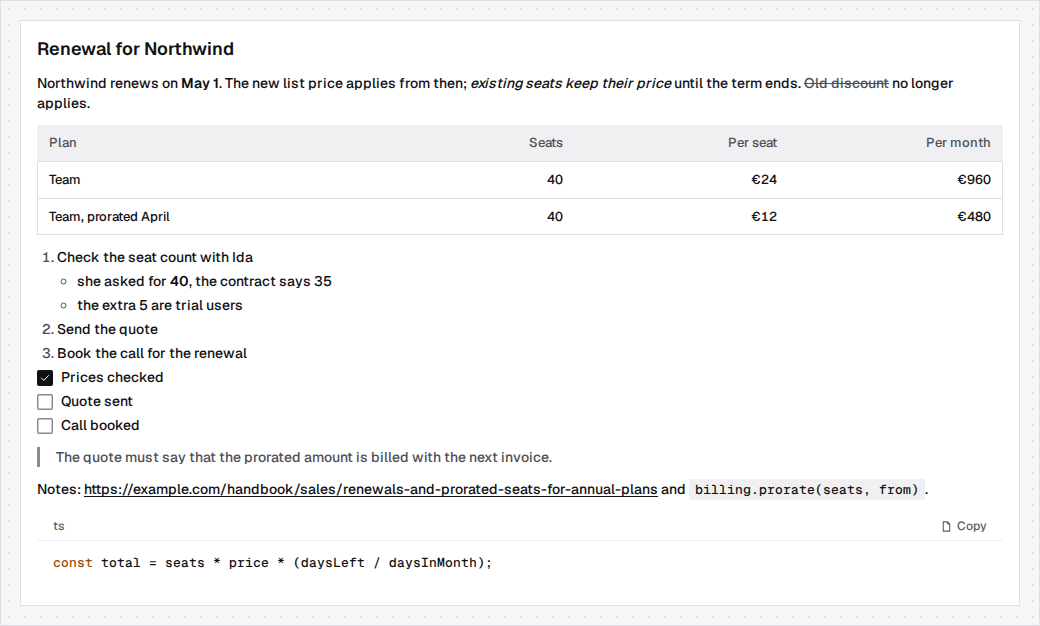 Renewal for Northwind
Northwind renews on May 1. The new list price applies from then; existing seats keep their price until the term ends. Old discount no longer
applies.
Plan Seats Per seat Per month
Team 40 €24 €960
Team, prorated April 40 €12 €480
1. Check the seat count with Ida
she asked for 40, the contract says 35
the extra 5 are trial users
2. Send the quote
3. Book the call for the renewal
Prices checked
Quote sent
Call booked
The quote must say that the prorated amount is billed with the next invoice.
Notes: https://example.com/handbook/sales/renewals-and-prorated-seats-for-annual-plans and billing.prorate(seats, from).
ts Copy
const total = seats * price * (daysLeft / daysInMonth);